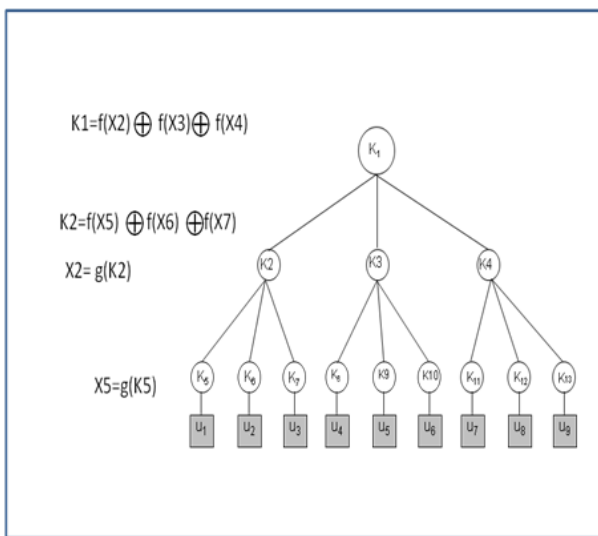 K1=f(X2) ⊕ f(X3) ⊕ f(X4)
K₁
K2=f(X5) ⊕f(X6) ⊕f(X7)
X2= g(K2)
K2 K3 K4
X5=g(K5)
K₅ K₆ K₇ K₈ K9 K10 K₁₁ K₁₂ K₁₃
u₁ u₂ u₃ u₄ u₅ u₆ u₇ u₈ u₉